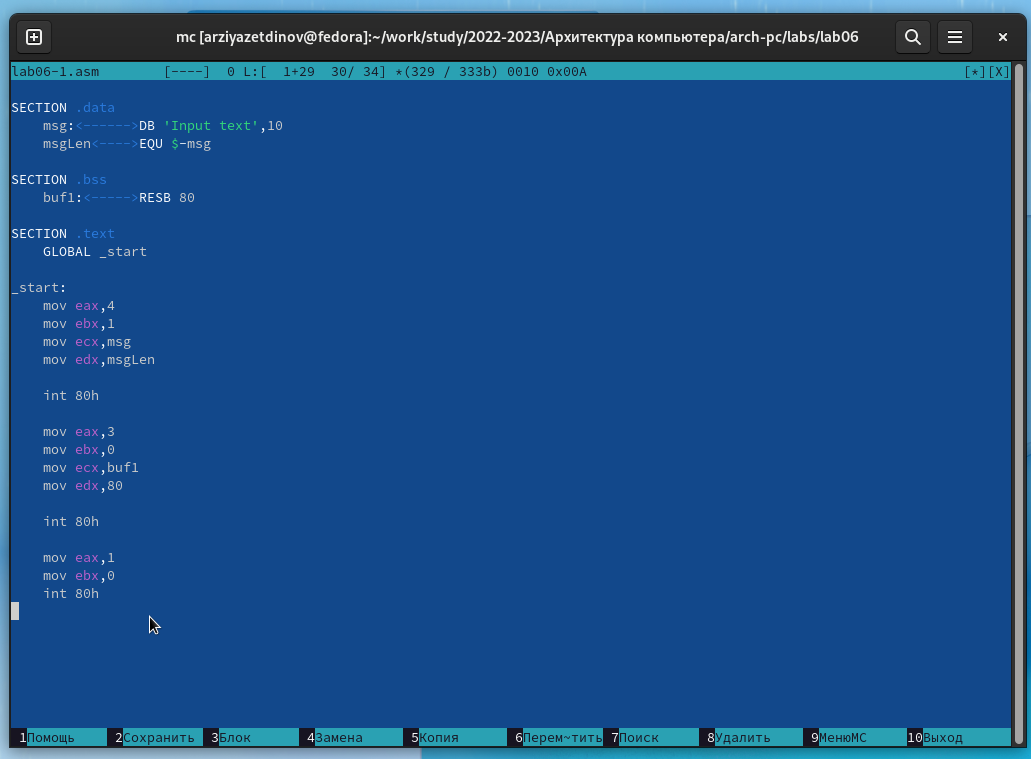 mc [arziyazetdinov@fedora]:~/work/study/2022-2023/Архитектура компьютера/arch-pc/labs/lab06
lab06-1.asm        [----]  0 L:[  1+29  30/ 34] *(329 / 333b) 0010 0x00A        [*][X]
SECTION .data
    msg:<------>DB 'Input text',10
    msgLen<---->EQU $-msg
SECTION .bss
    buf1:<----->RESB 80
SECTION .text
    GLOBAL _start
_start:
    mov eax,4
    mov ebx,1
    mov ecx,msg
    mov edx,msgLen
    int 80h
    mov eax,3
    mov ebx,0
    mov ecx,buf1
    mov edx,80
    int 80h
    mov eax,1
    mov ebx,0
    int 80h
1Помощь 2Сохранить 3Блок 4Замена 5Копия 6Перем~тить 7Поиск 8Удалить 9МенюMC 10Выход